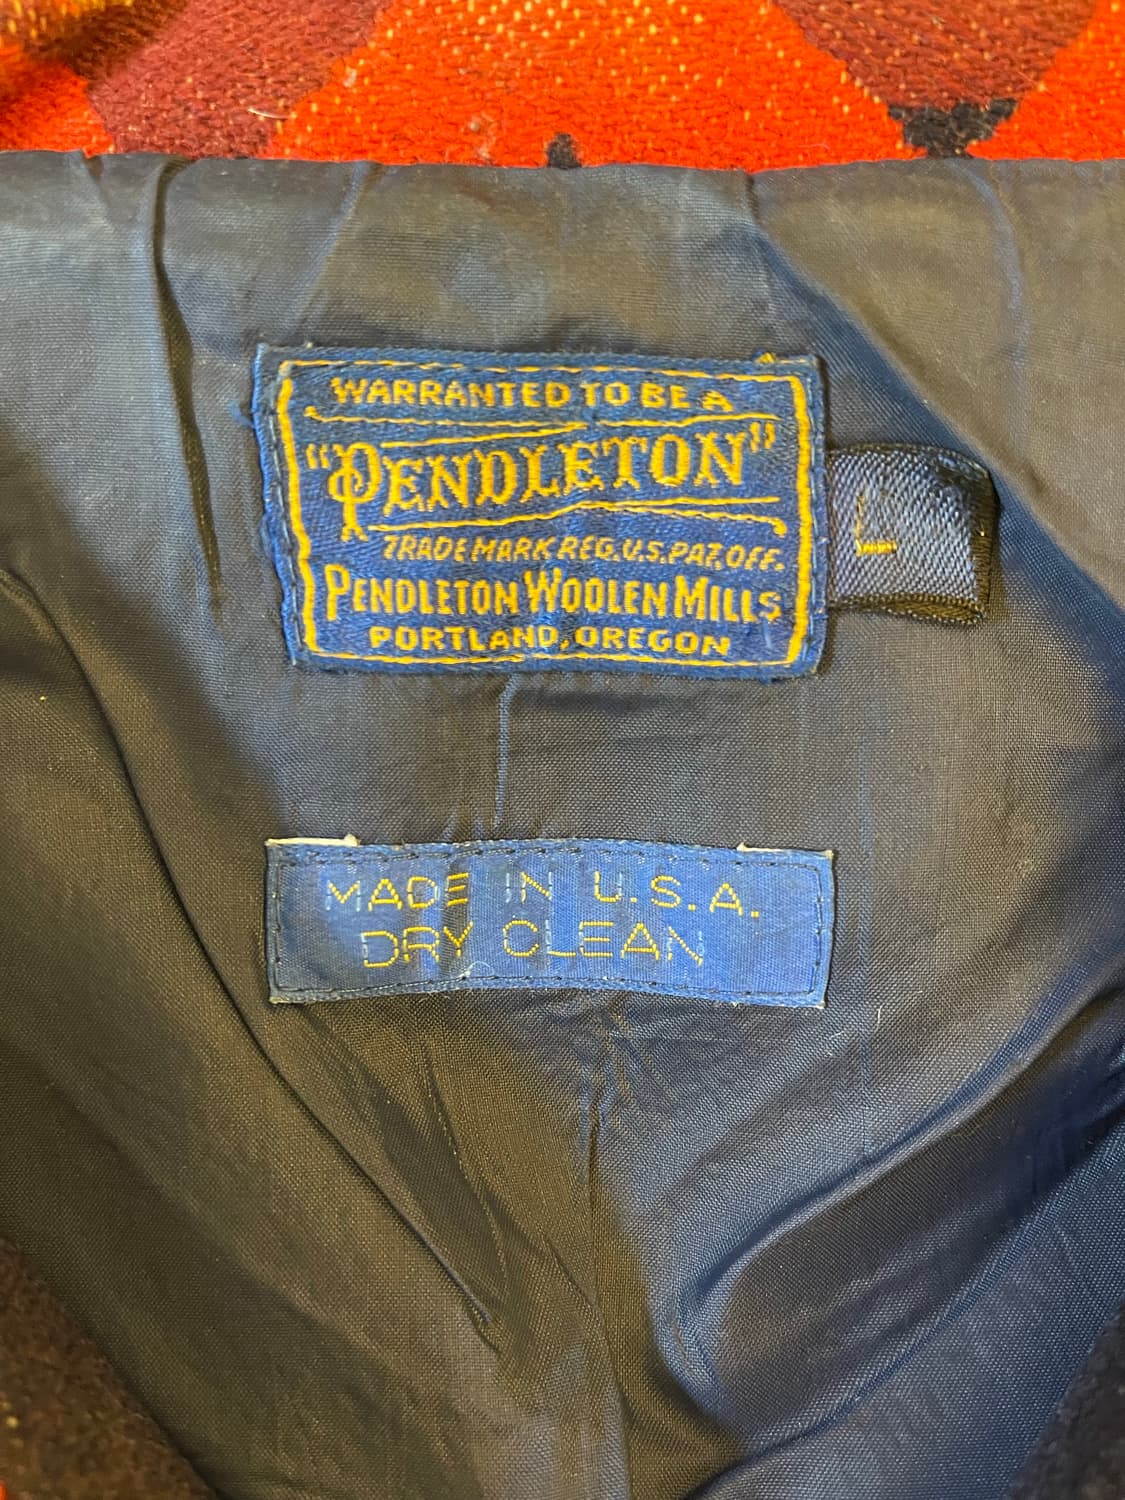 WARRANTED TO BE A
"PENDLETON"
TRADE MARK REG. U.S. PAT. OFF.
PENDLETON WOOLEN MILLS
PORTLAND, OREGON
L
MADE IN U.S.A.
DRY CLEAN